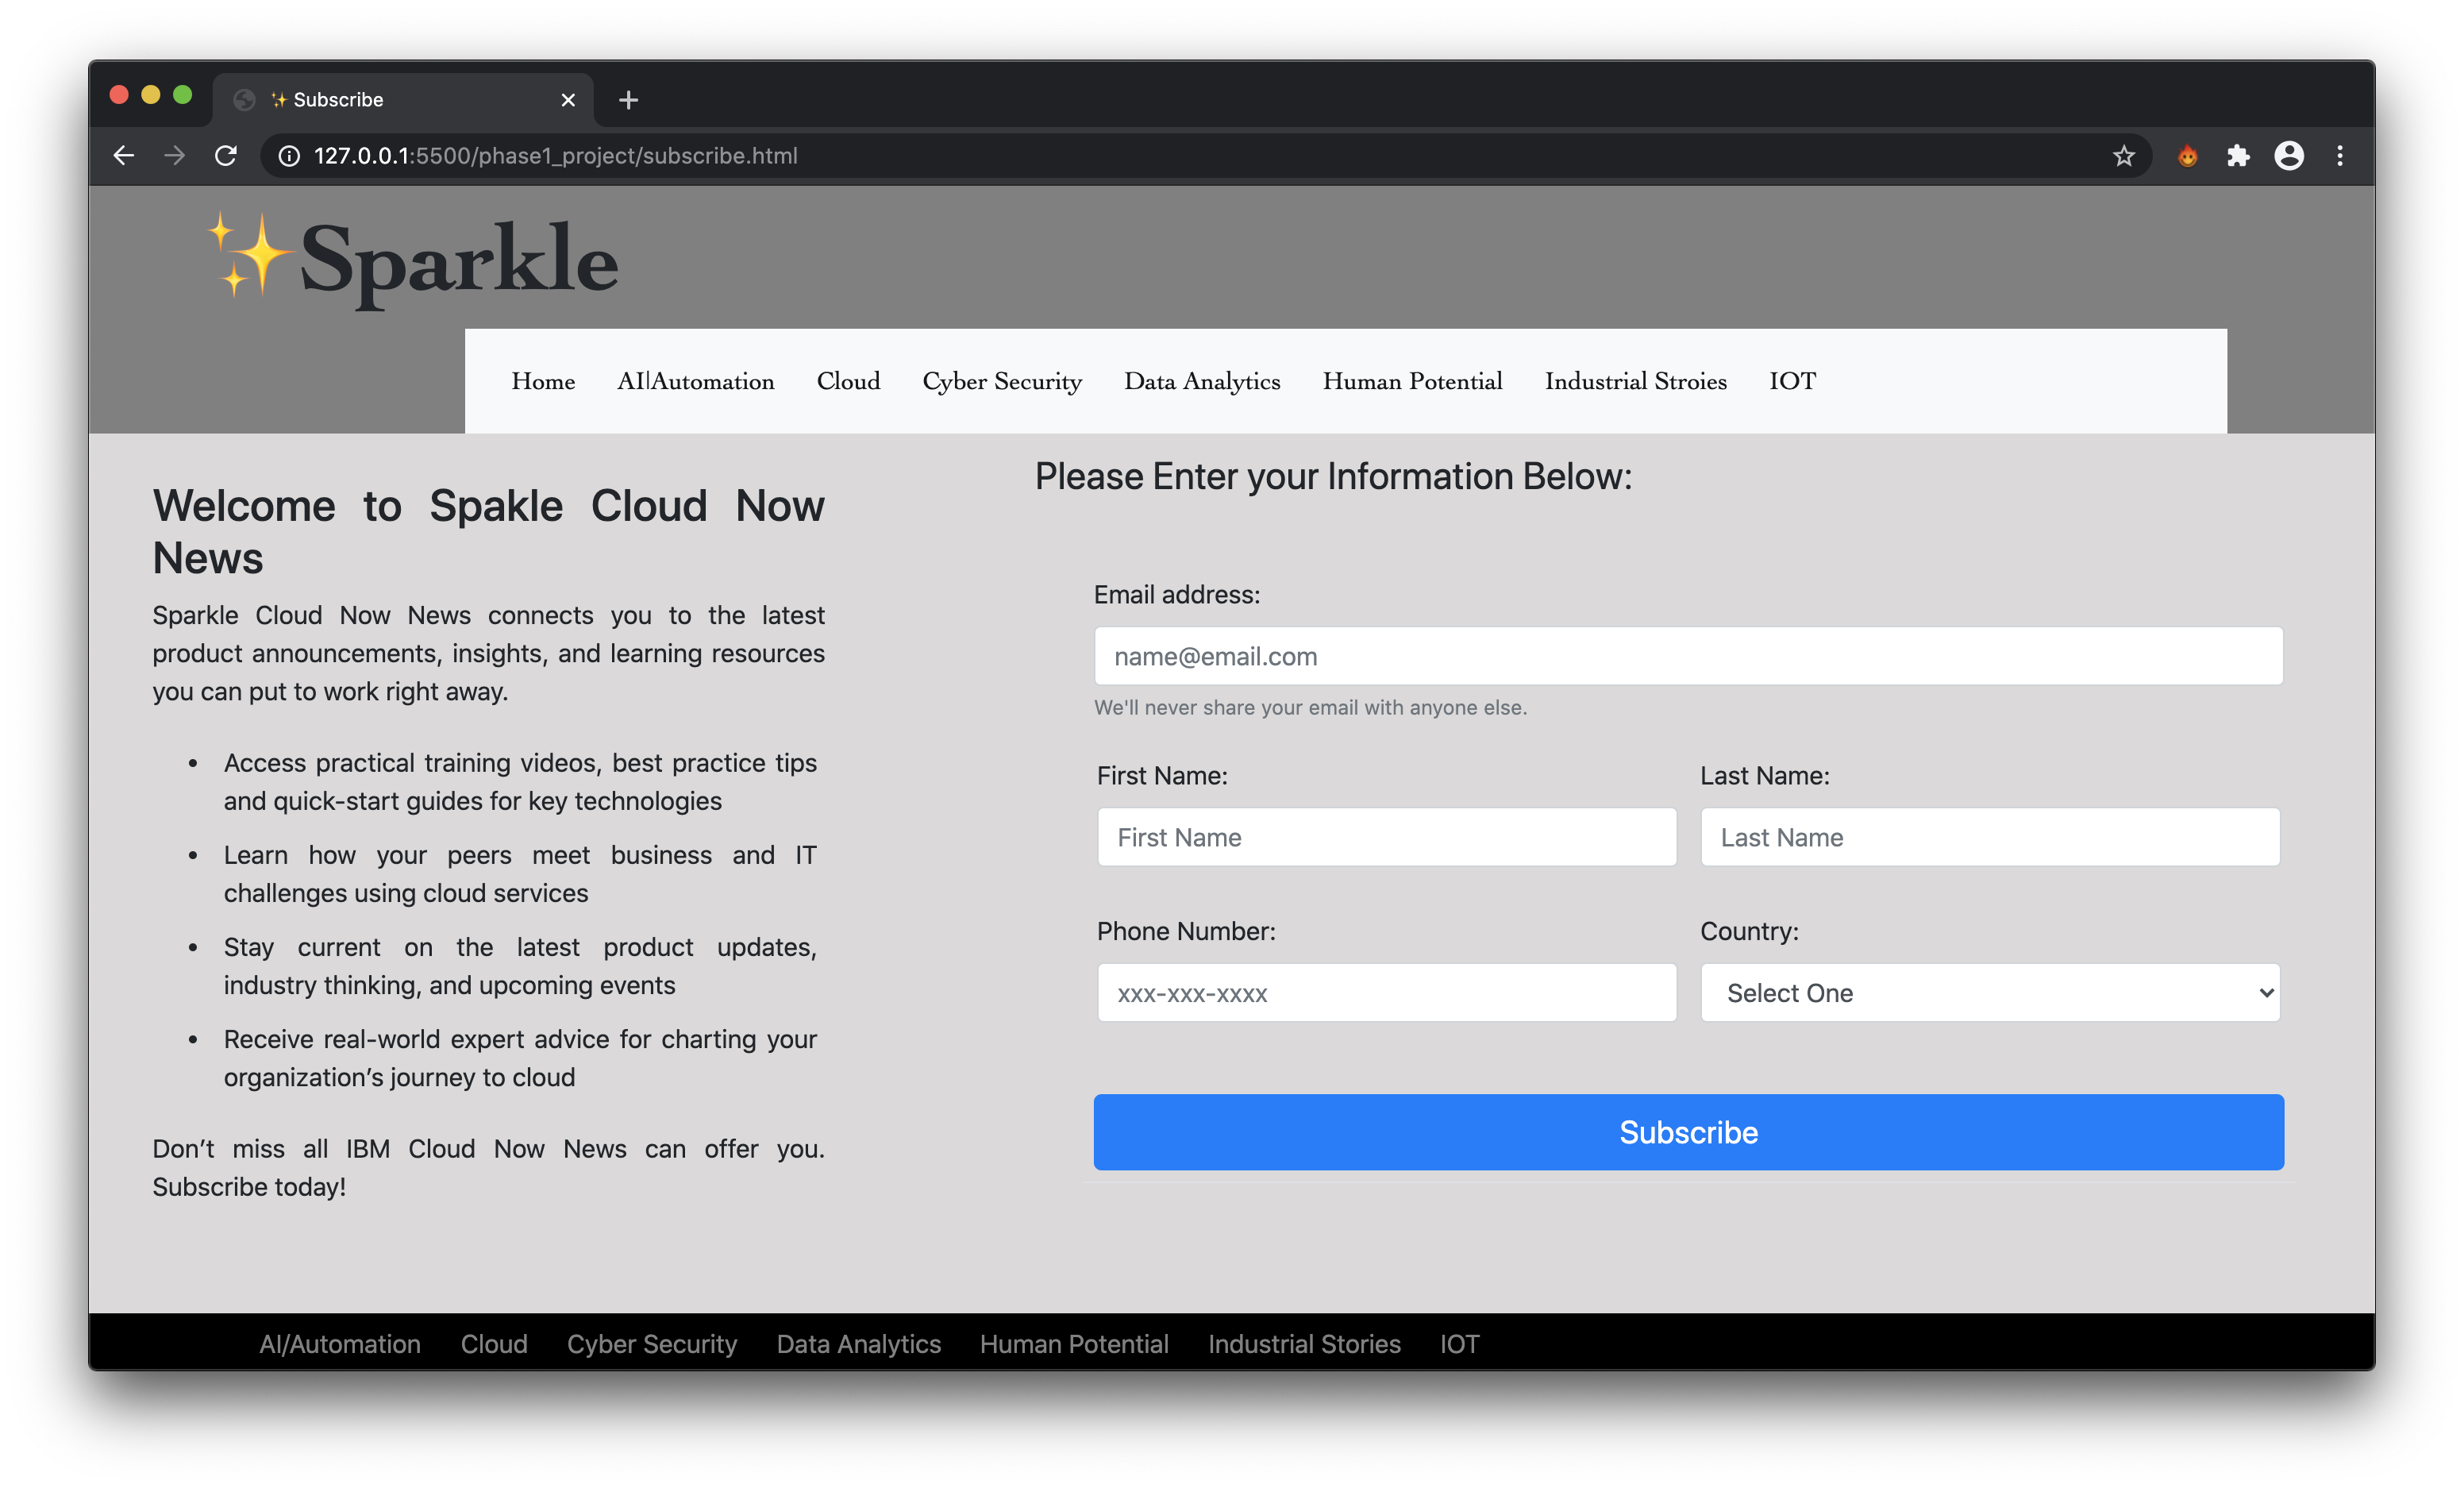 ✨ Subscribe
127.0.0.1:5500/phase1_project/subscribe.html
✨Sparkle
Home AI|Automation Cloud Cyber Security Data Analytics Human Potential Industrial Stroies IOT
Welcome to Spakle Cloud Now
News
Sparkle Cloud Now News connects you to the latest
product announcements, insights, and learning resources
you can put to work right away.
• Access practical training videos, best practice tips
and quick-start guides for key technologies
• Learn how your peers meet business and IT
challenges using cloud services
• Stay current on the latest product updates,
industry thinking, and upcoming events
• Receive real-world expert advice for charting your
organization’s journey to cloud
Don’t miss all IBM Cloud Now News can offer you.
Subscribe today!
Please Enter your Information Below:
Email address:
name@email.com
We'll never share your email with anyone else.
First Name: Last Name:
First Name Last Name
Phone Number: Country:
xxx-xxx-xxxx Select One
Subscribe
AI/Automation Cloud Cyber Security Data Analytics Human Potential Industrial Stories IOT